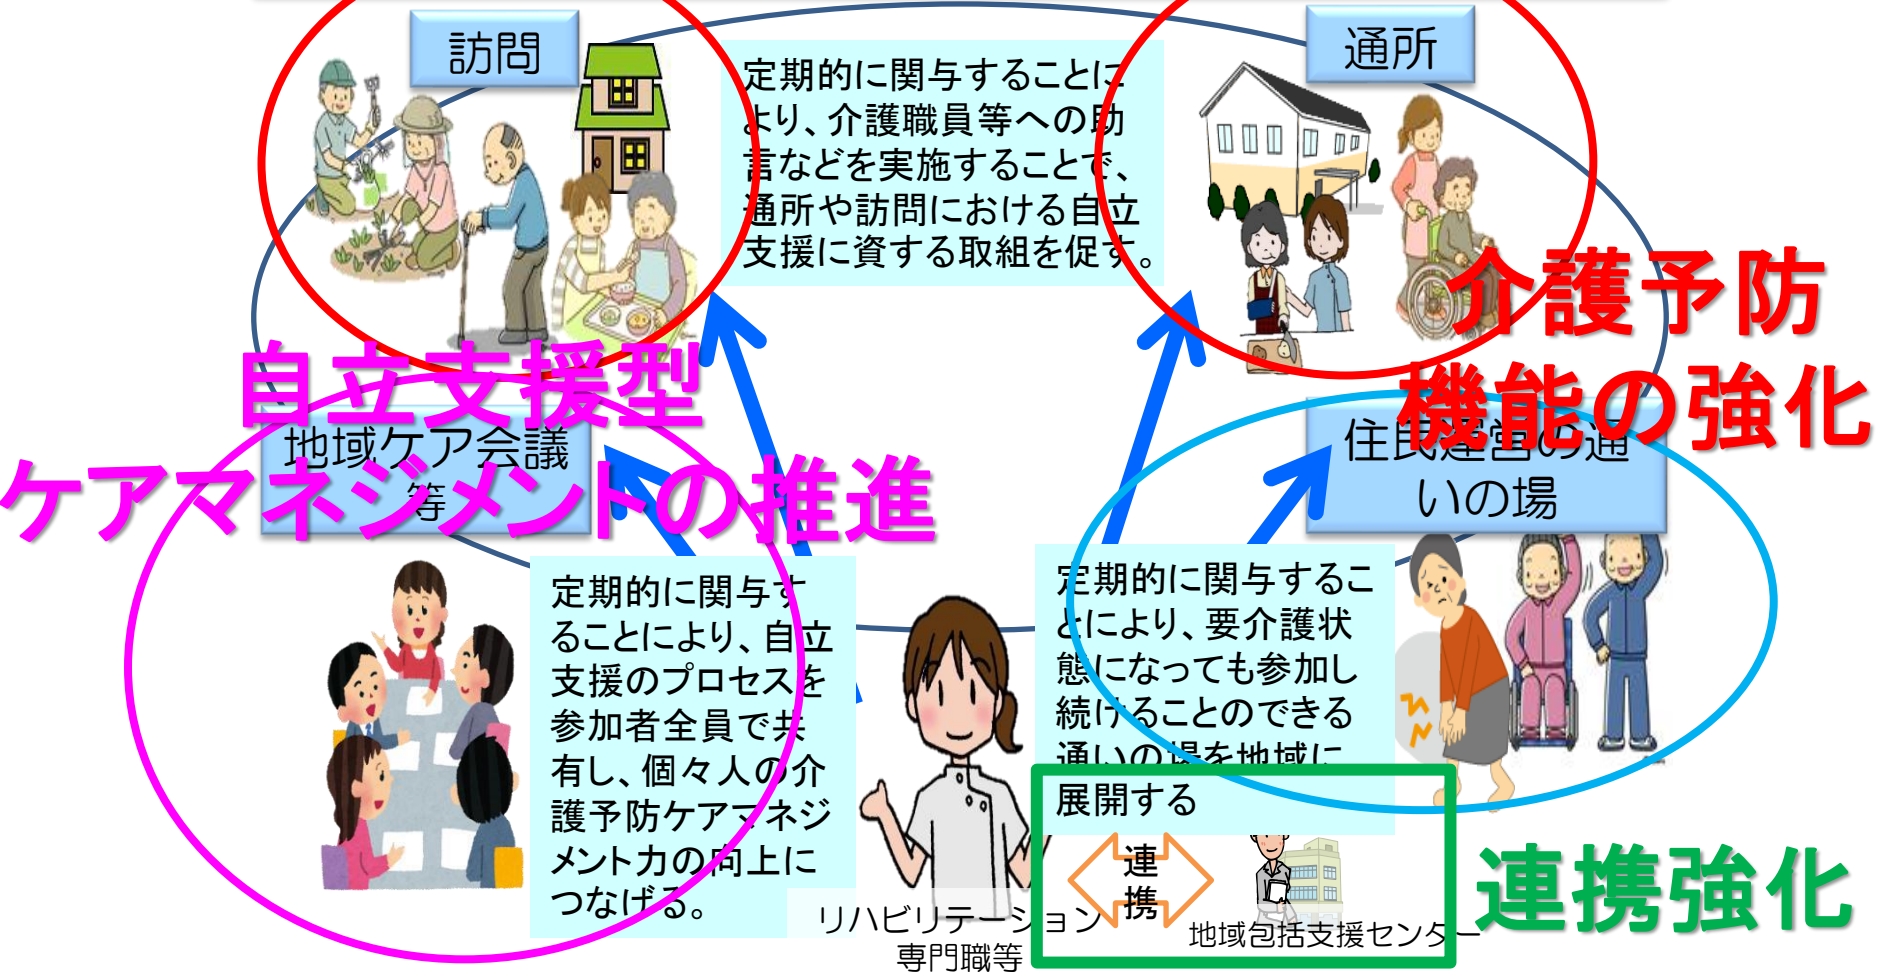 訪問
通所
定期的に関与することに
より、介護職員等への助
言などを実施することで、
通所や訪問における自立
支援に資する取組を促す。
介護予防
機能の強化
自立支援型
ケアマネジメントの推進
地域ケア会議
等
住民運営の通
いの場
定期的に関与す
ることにより、自立
支援のプロセスを
参加者全員で共
有し、個々人の介
護予防ケアマネジ
メント力の向上に
つなげる。
定期的に関与するこ
とにより、要介護状
態になっても参加し
続けることのできる
通いの場を地域に
展開する
連
携
リハビリテーション
専門職等
地域包括支援センター
連携強化